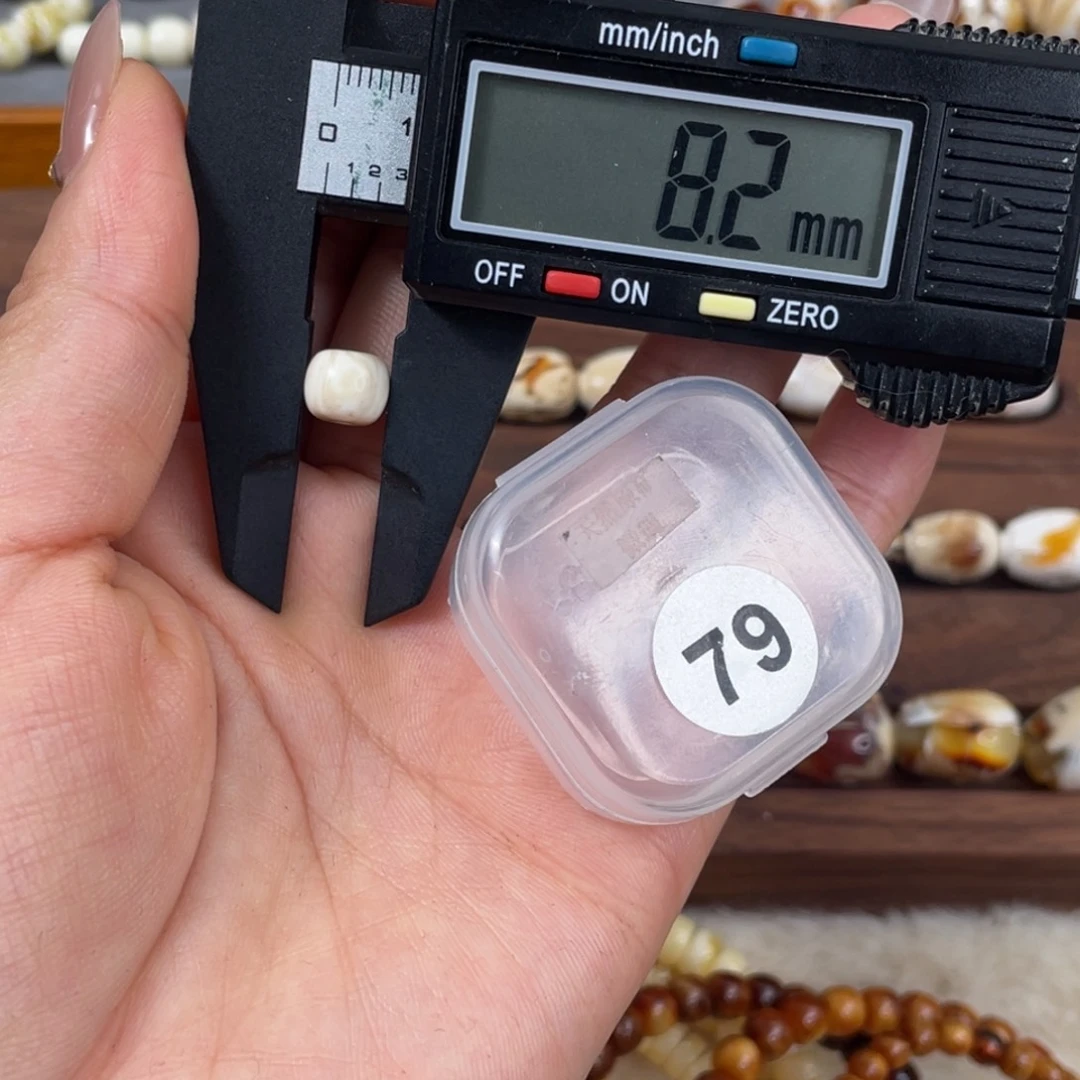 mm/inch
0 1
1 2 3
8.2 mm
OFF ON ZERO
79